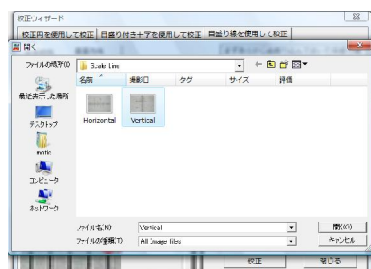 校正ウィザード
校正円を使用して校正 目盛り付き十字を使用して校正 目盛り線を使用して校正
開く
ファイルの場所(I):
Scale Line
名前 撮影日 タグ サイズ 評価
最近表示した場所
デスクトップ
Horizontal Vertical
コンピュータ
ネットワーク
ファイル名(N): Vertical 開く(O)
ファイルの種類(T): All Image files キャンセル
校正 閉じる